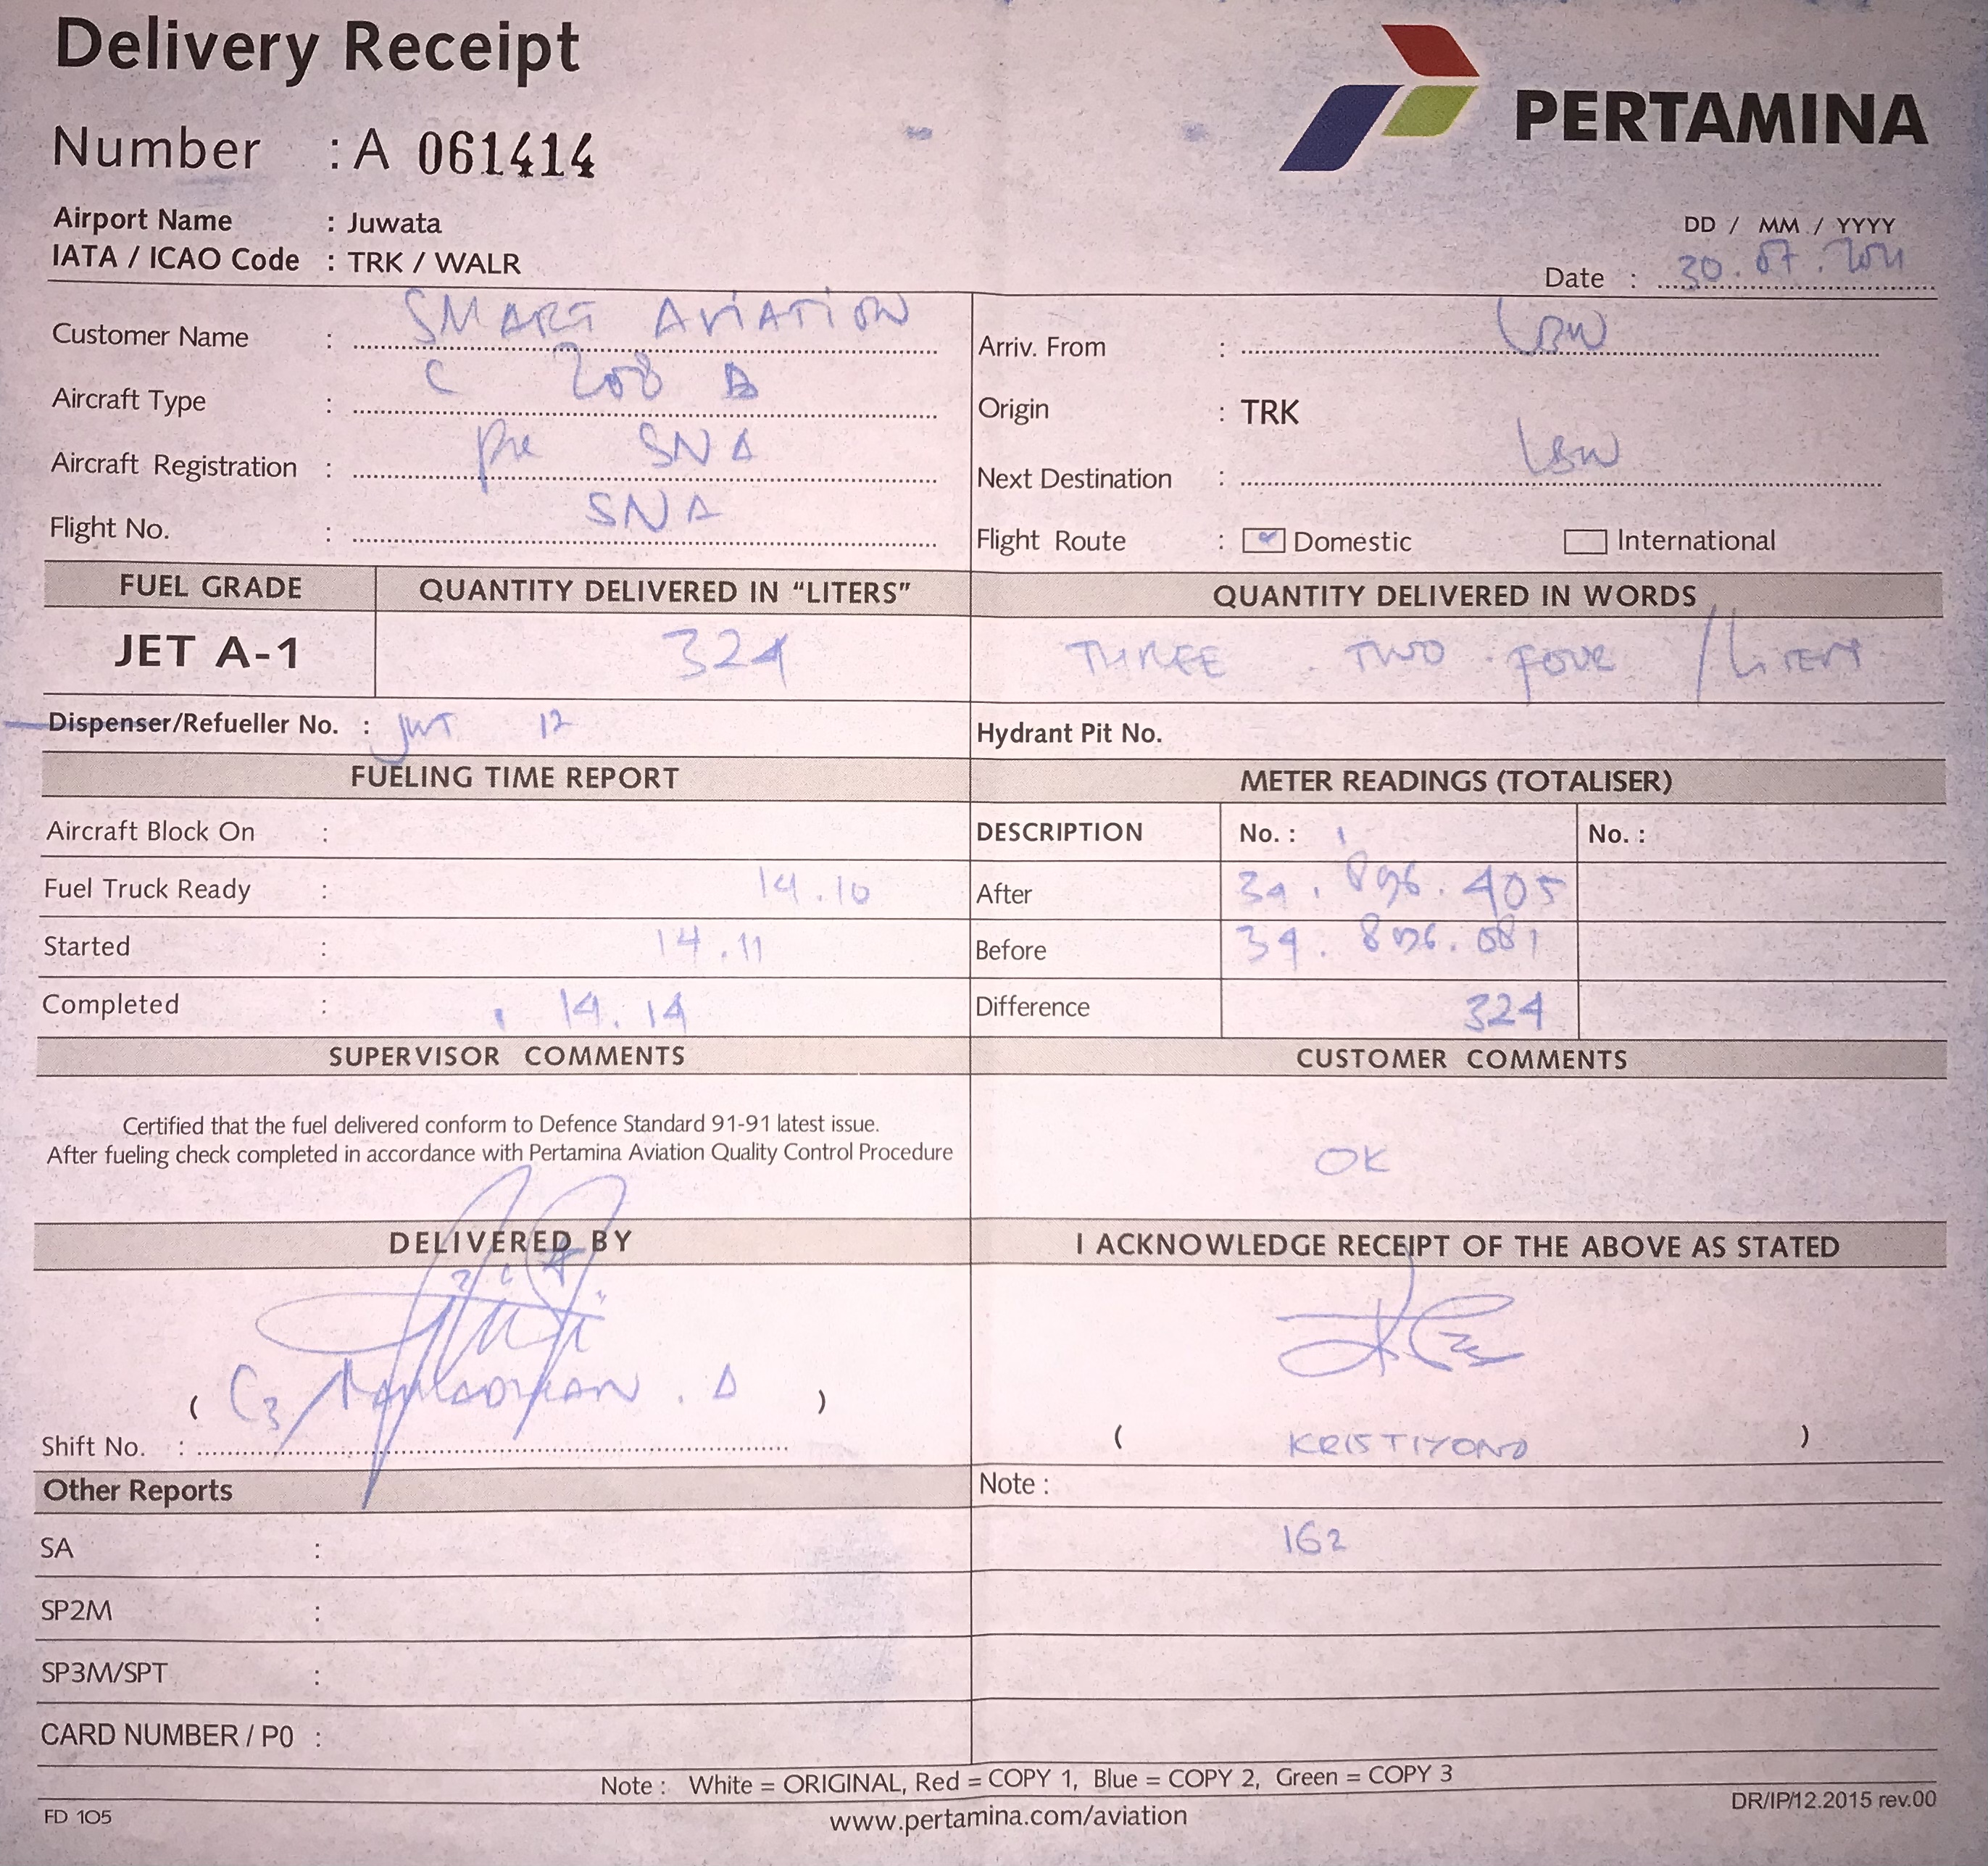 Delivery Receipt
PERTAMINA
Number : A 061414
Airport Name : Juwata
IATA / ICAO Code : TRK / WALR
DD / MM / YYYY
Date : 30.07.2021
Customer Name : SMART AVIATION
Arriv. From : LBW
Aircraft Type : C 208 B
Origin : TRK
Aircraft Registration : PK SNA
Next Destination : LBW
Flight No. : SNA
Flight Route : Domestic International
FUEL GRADE QUANTITY DELIVERED IN “LITERS” QUANTITY DELIVERED IN WORDS
JET A-1 324 THREE . TWO . FOUR / LITERS
Dispenser/Refueller No. : JWT 12 Hydrant Pit No.
FUELING TIME REPORT METER READINGS (TOTALISER)
Aircraft Block On : DESCRIPTION No. : 1 No. :
Fuel Truck Ready : 14.10 After 39.896.405
Started : 14.11 Before 39.896.081
Completed : 14.14 Difference 324
SUPERVISOR COMMENTS CUSTOMER COMMENTS
Certified that the fuel delivered conform to Defence Standard 91-91 latest issue.
After fueling check completed in accordance with Pertamina Aviation Quality Control Procedure
OK
DELIVERED BY I ACKNOWLEDGE RECEIPT OF THE ABOVE AS STATED
( )
Shift No. :
( KRISTIYONO )
Other Reports Note :
SA : 162
SP2M :
SP3M/SPT :
CARD NUMBER / P0 :
Note : White = ORIGINAL, Red = COPY 1, Blue = COPY 2, Green = COPY 3
FD 105 www.pertamina.com/aviation DR/IP/12.2015 rev.00